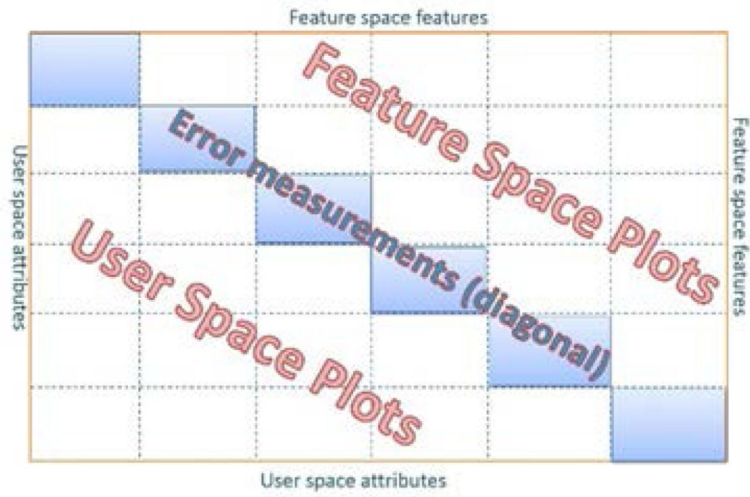 Feature space features
Feature Space Plots
Error measurements (diagonal)
User Space Plots
User space attributes
Feature space features
User space attributes